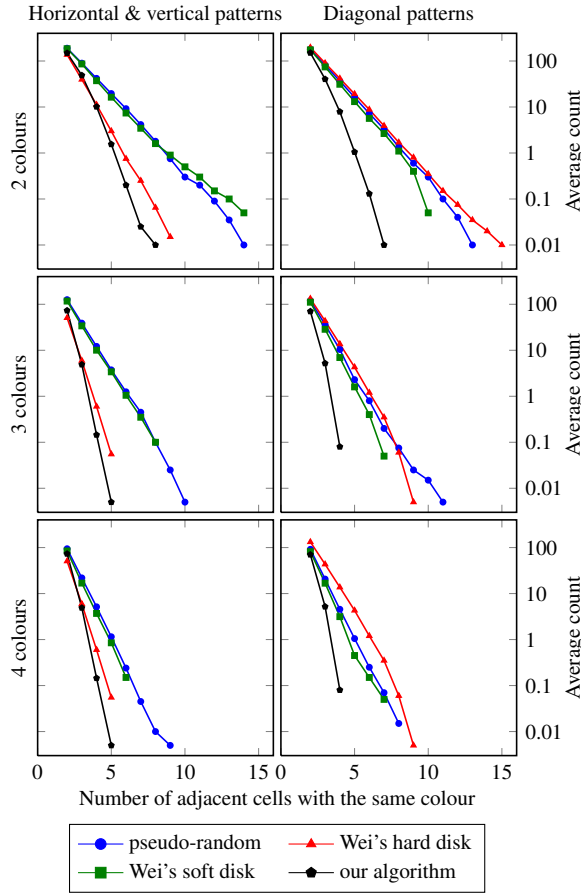 Horizontal & vertical patterns
Diagonal patterns
2 colours
100
10
1
0.1
0.01
Average count
3 colours
100
10
1
0.1
0.01
Average count
4 colours
100
10
1
0.1
0.01
Average count
0 5 10 15 0 5 10 15
Number of adjacent cells with the same colour
pseudo-random
Wei's hard disk
Wei's soft disk
our algorithm